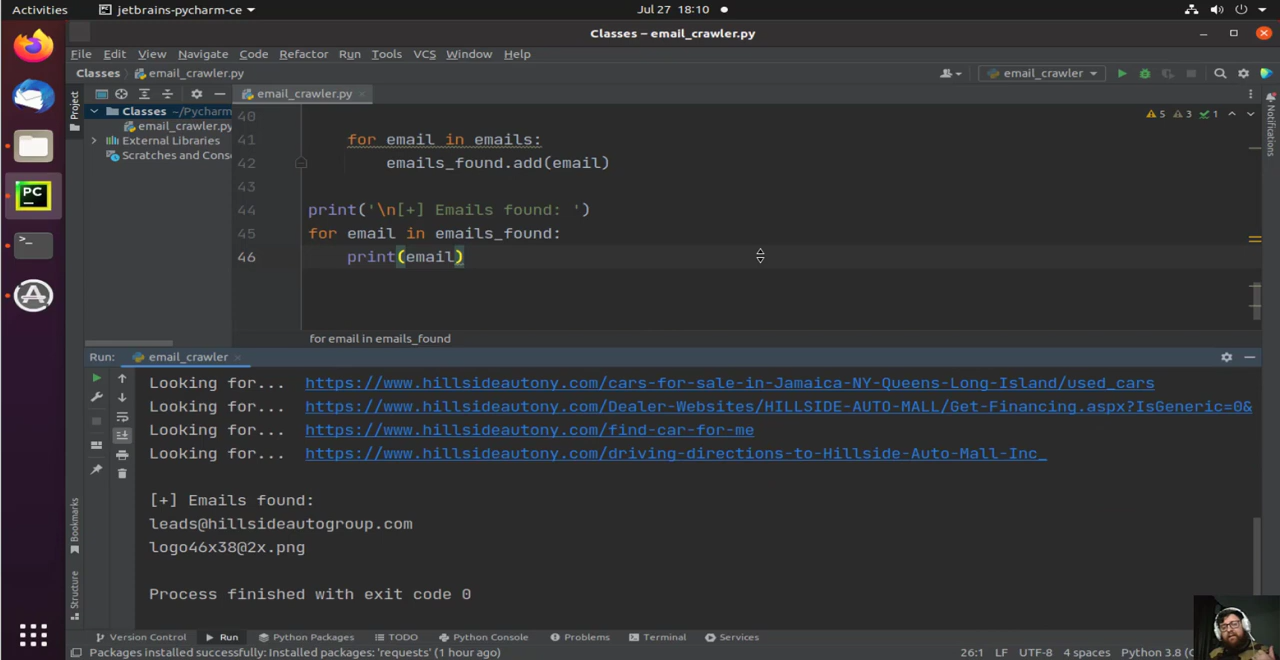 Activities
jetbrains-pycharm-ce
Jul 27 18:10
Classes – email_crawler.py
File Edit View Navigate Code Refactor Run Tools VCS Window Help
Classes email_crawler.py
email_crawler
Project
email_crawler.py
Classes ~/Pycharm
email_crawler.py
External Libraries
Scratches and Cons
5 3 1
Notifications
40
41 for email in emails:
42 emails_found.add(email)
43
44 print('\n[+] Emails found: ')
45 for email in emails_found:
46 print(email)
for email in emails_found
Run: email_crawler
Looking for... https://www.hillsideautony.com/cars-for-sale-in-Jamaica-NY-Queens-Long-Island/used_cars
Looking for... https://www.hillsideautony.com/Dealer-Websites/HILLSIDE-AUTO-MALL/Get-Financing.aspx?IsGeneric=0&
Looking for... https://www.hillsideautony.com/find-car-for-me
Looking for... https://www.hillsideautony.com/driving-directions-to-Hillside-Auto-Mall-Inc_
[+] Emails found:
leads@hillsideautogroup.com
logo46x38@2x.png
Process finished with exit code 0
Bookmarks
Structure
Version Control Run Python Packages TODO Python Console Problems Terminal Services
Packages installed successfully: Installed packages: 'requests' (1 hour ago)
26:1 LF UTF-8 4 spaces Python 3.8 (